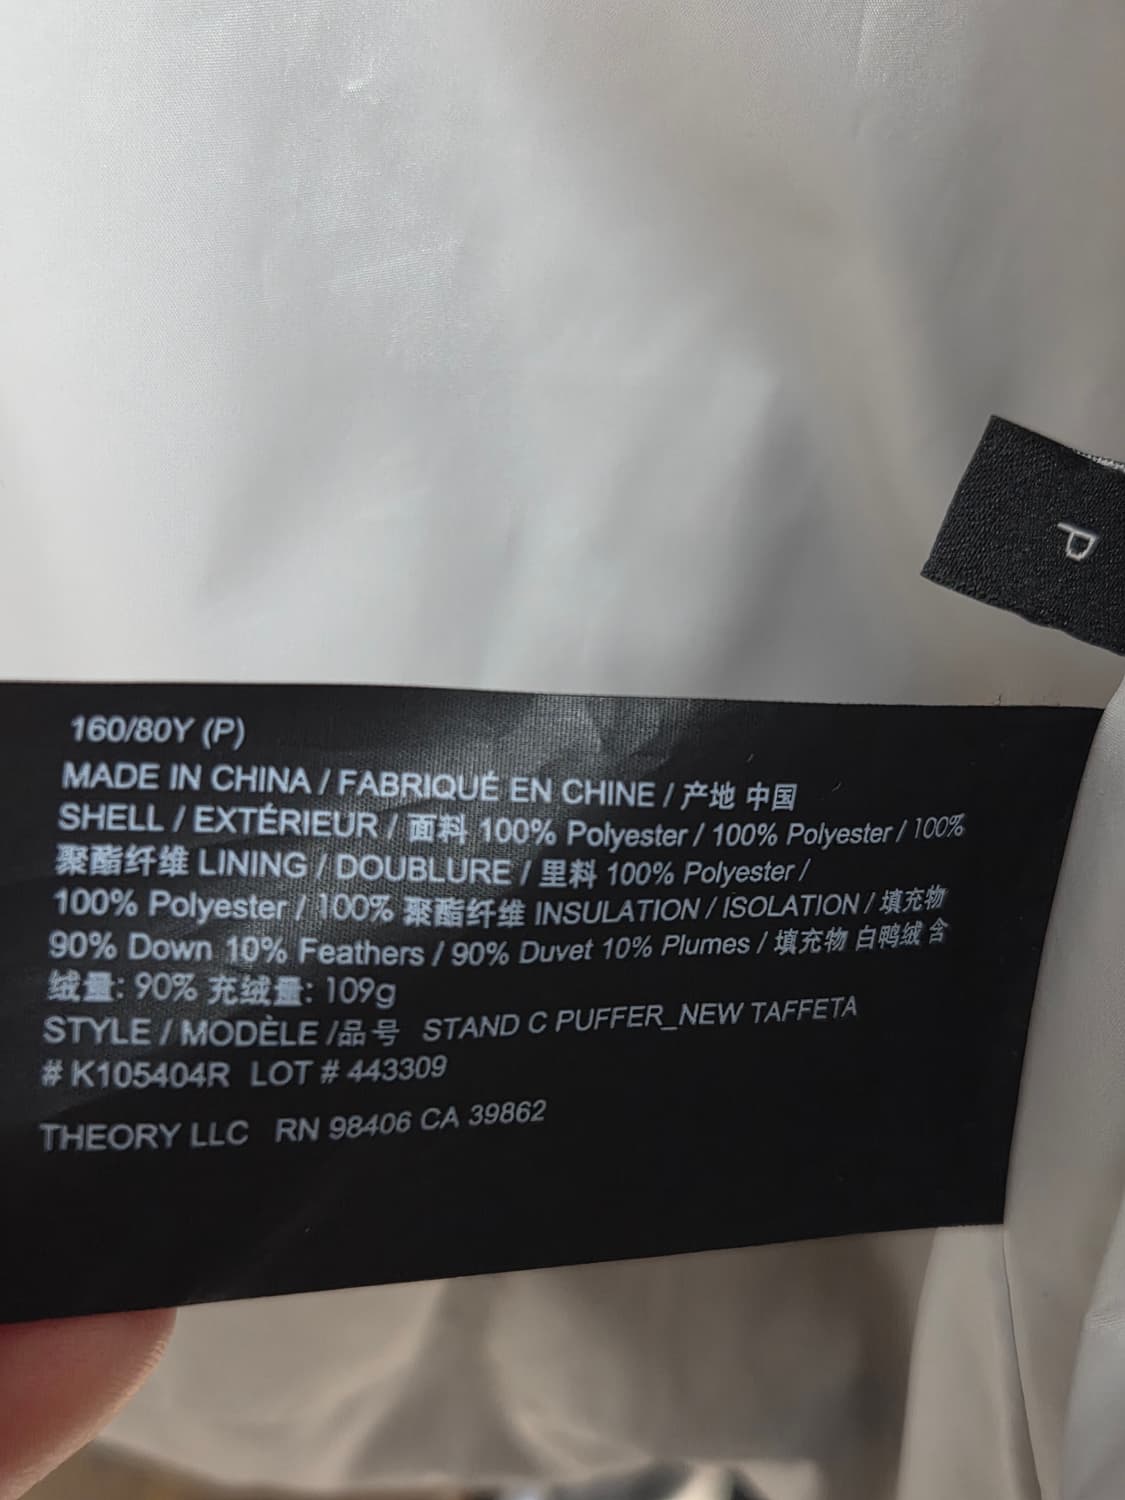 P
160/80Y (P)
MADE IN CHINA / FABRIQUÉ EN CHINE / 产地 中国
SHELL / EXTÉRIEUR / 面料 100% Polyester / 100% Polyester / 100%
聚酯纤维 LINING / DOUBLURE / 里料 100% Polyester /
100% Polyester / 100% 聚酯纤维 INSULATION / ISOLATION / 填充物
90% Down 10% Feathers / 90% Duvet 10% Plumes / 填充物 白鸭绒 含
绒量: 90% 充绒量: 109g
STYLE / MODÈLE /品号 STAND C PUFFER_NEW TAFFETA
# K105404R LOT # 443309
THEORY LLC RN 98406 CA 39862